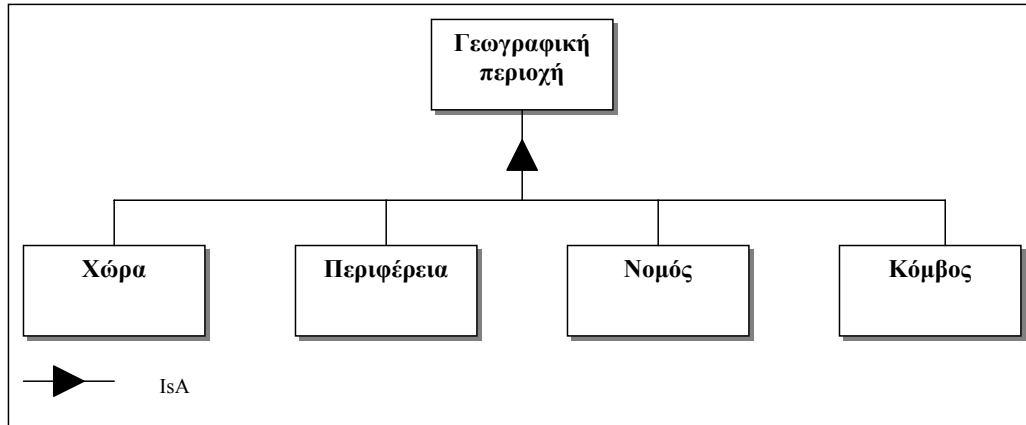 Γεωγραφική
περιοχή
Χώρα
Περιφέρεια
Νομός
Κόμβος
IsA